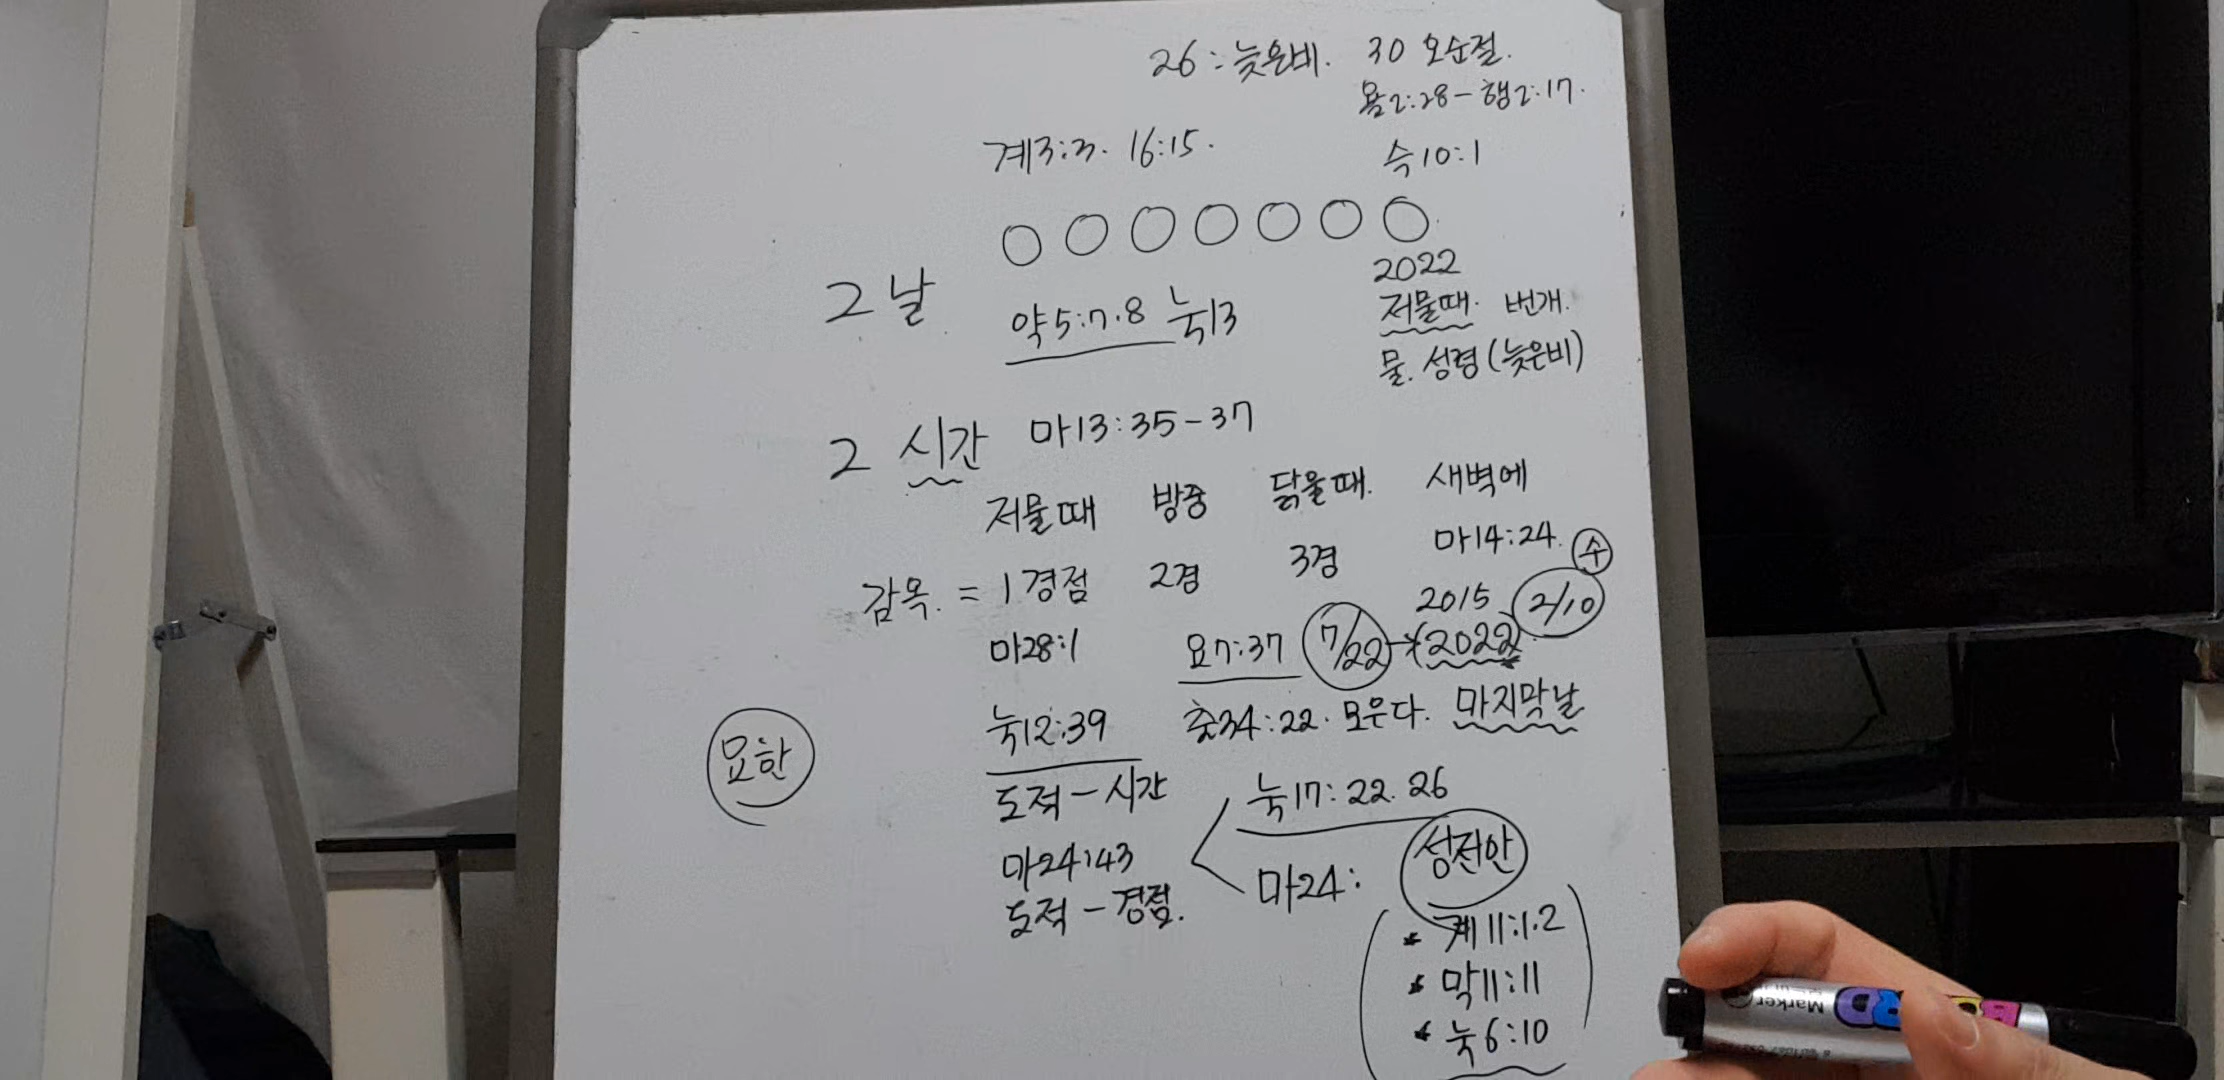 26 : 늦은비. 30 오순절.
욜2:28 - 행2:17.
계3:3. 16:15.
슥10:1
2022
그 날
약5:7.8 눅13
저물때. 번개.
물. 성령(늦은비)
그 시간 마13:35-37
저물때 밤중 닭울때. 새벽에
마14:24. 수
감옥. = 1경점 2경 3경
2015 2/10
마28:1 요7:37 7/22 2022
요한
눅12:39 출34:22. 모은다. 마지막날
도적 - 시간 눅17:22.26
마24:43 마24: 성전안
도적 - 경점.
* 계11:1.2
* 막11:11
* 눅6:10
Marker